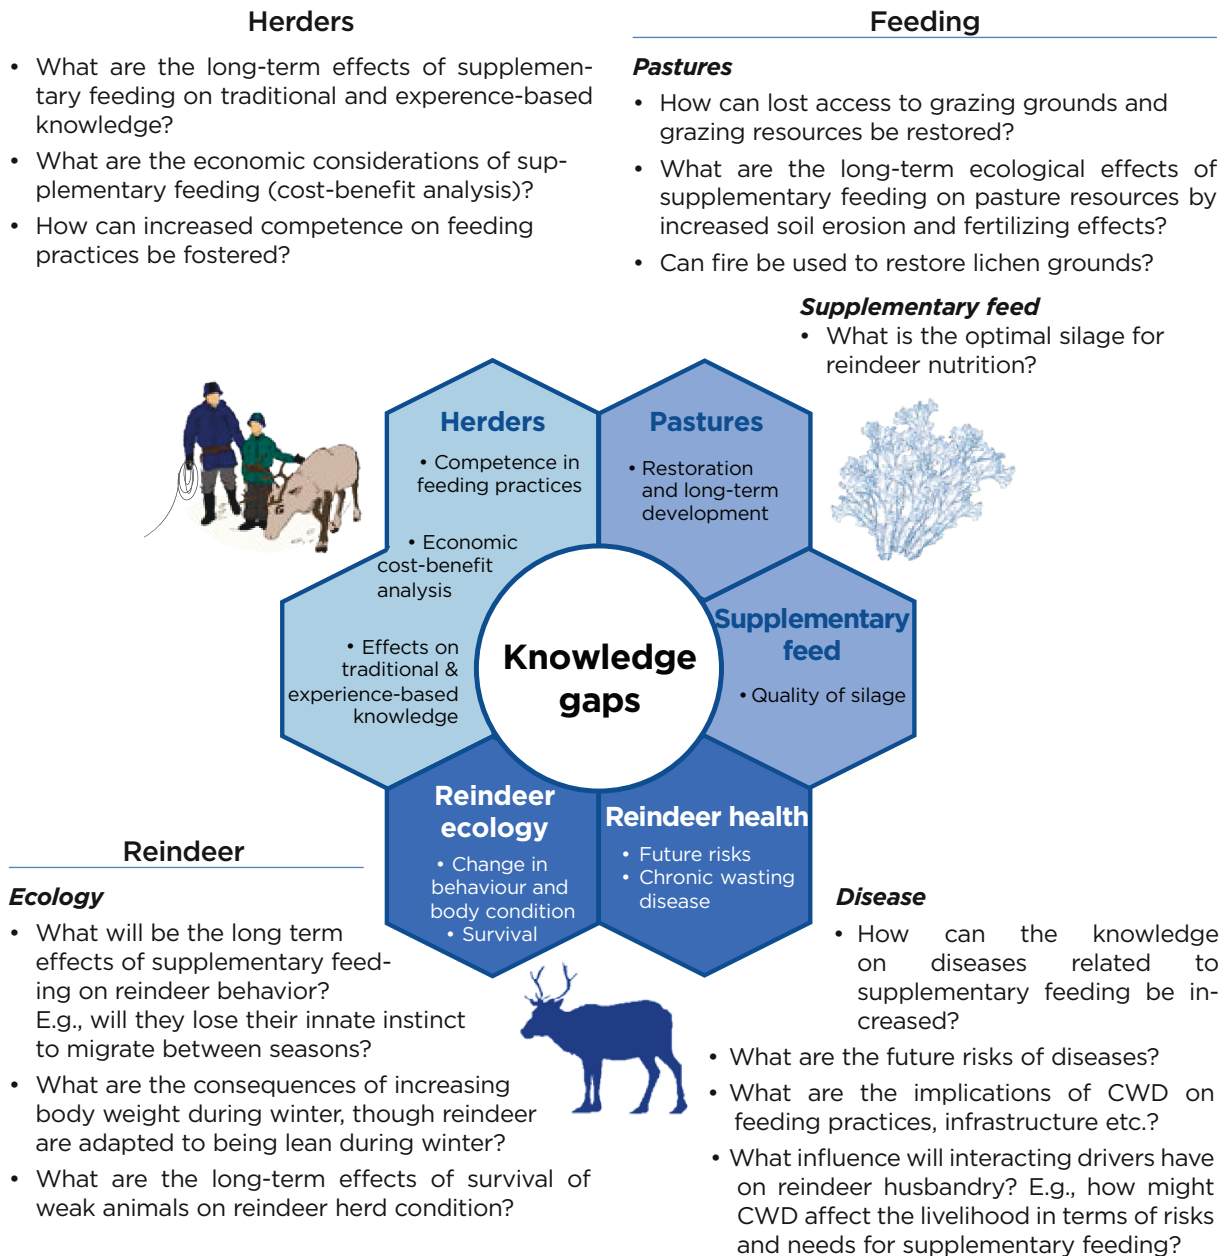 Herders
• What are the long-term effects of supplemen-
tary feeding on traditional and experence-based
knowledge?
• What are the economic considerations of sup-
plementary feeding (cost-benefit analysis)?
• How can increased competence on feeding
practices be fostered?
Feeding
Pastures
• How can lost access to grazing grounds and
grazing resources be restored?
• What are the long-term ecological effects of
supplementary feeding on pasture resources by
increased soil erosion and fertilizing effects?
• Can fire be used to restore lichen grounds?
Supplementary feed
• What is the optimal silage for
reindeer nutrition?
Herders
• Competence in
feeding practices
• Economic
cost-benefit
analysis
• Effects on
traditional &
experience-based
knowledge
Pastures
• Restoration
and long-term
development
Supplementary
feed
• Quality of silage
Knowledge
gaps
Reindeer
ecology
• Change in
behaviour and
body condition
• Survival
Reindeer health
• Future risks
• Chronic wasting
disease
Reindeer
Ecology
• What will be the long term
effects of supplementary feed-
ing on reindeer behavior?
E.g., will they lose their innate instinct
to migrate between seasons?
• What are the consequences of increasing
body weight during winter, though reindeer
are adapted to being lean during winter?
• What are the long-term effects of survival of
weak animals on reindeer herd condition?
Disease
• How can the knowledge
on diseases related to
supplementary feeding be in-
creased?
• What are the future risks of diseases?
• What are the implications of CWD on
feeding practices, infrastructure etc.?
• What influence will interacting drivers have
on reindeer husbandry? E.g., how might
CWD affect the livelihood in terms of risks
and needs for supplementary feeding?